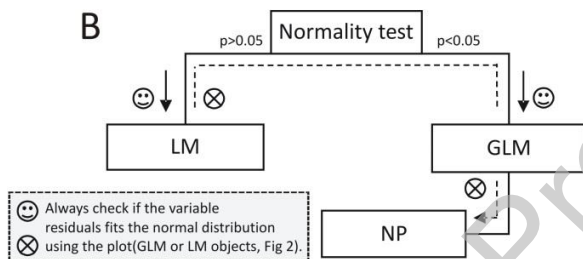 B
Normality test
p>0.05
p<0.05
LM
GLM
NP
Always check if the variable
residuals fits the normal distribution
using the plot(GLM or LM objects, Fig 2).